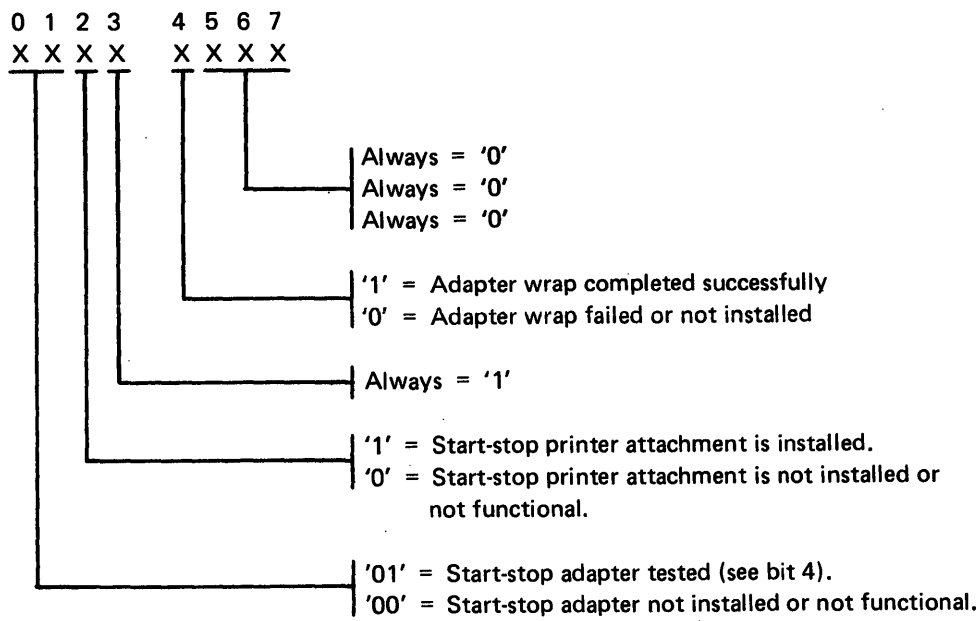 0 1 2 3 4 5 6 7
X X X X X X X X
Always = '0'
Always = '0'
Always = '0'
'1' = Adapter wrap completed successfully
'0' = Adapter wrap failed or not installed
Always = '1'
'1' = Start-stop printer attachment is installed.
'0' = Start-stop printer attachment is not installed or
not functional.
'01' = Start-stop adapter tested (see bit 4).
'00' = Start-stop adapter not installed or not functional.